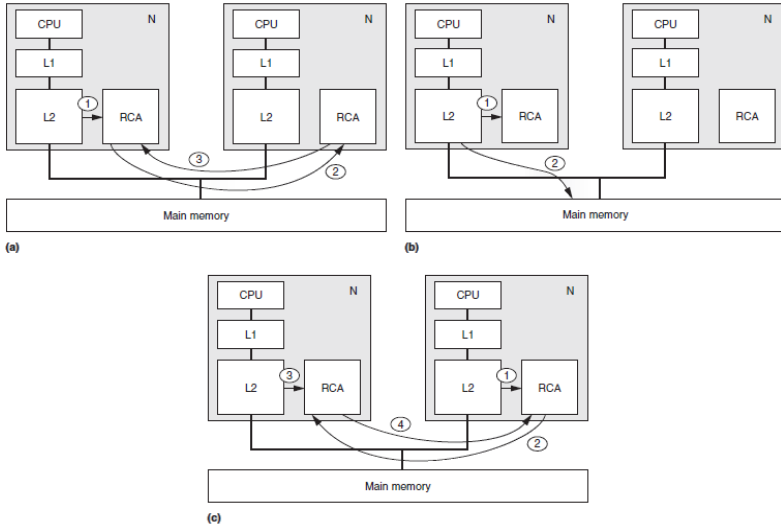 CPU
N
L1
L2
1
RCA
3
2
CPU
N
L1
L2
RCA
Main memory
(a)
CPU
N
L1
L2
1
RCA
2
CPU
N
L1
L2
RCA
Main memory
(b)
CPU
N
L1
L2
3
RCA
4
2
CPU
N
L1
L2
1
RCA
Main memory
(c)